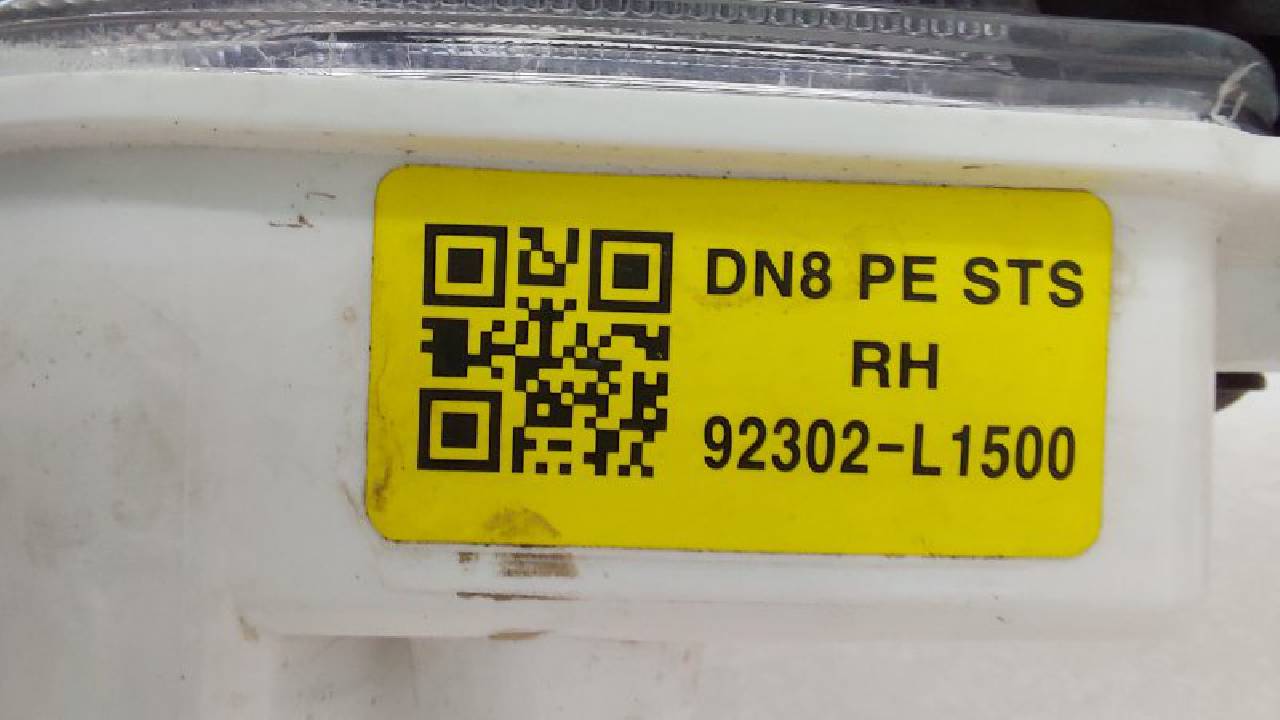 DN8 PE STS
RH
92302-L1500